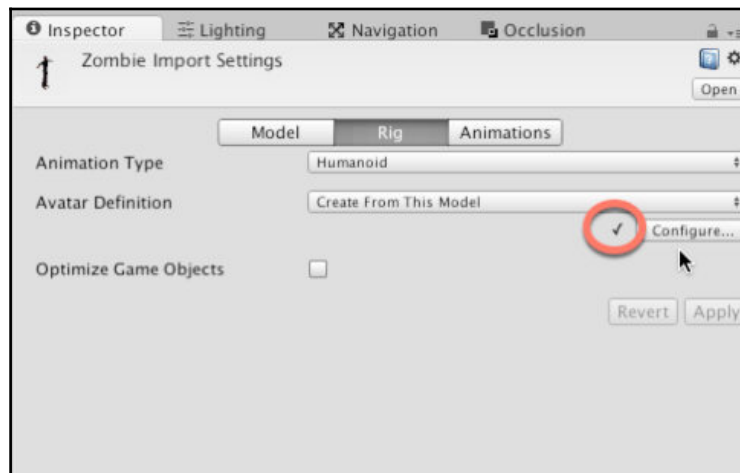 Inspector Lighting Navigation Occlusion
Zombie Import Settings
Open
Model Rig Animations
Animation Type Humanoid
Avatar Definition Create From This Model
✓ Configure...
Optimize Game Objects
Revert Apply